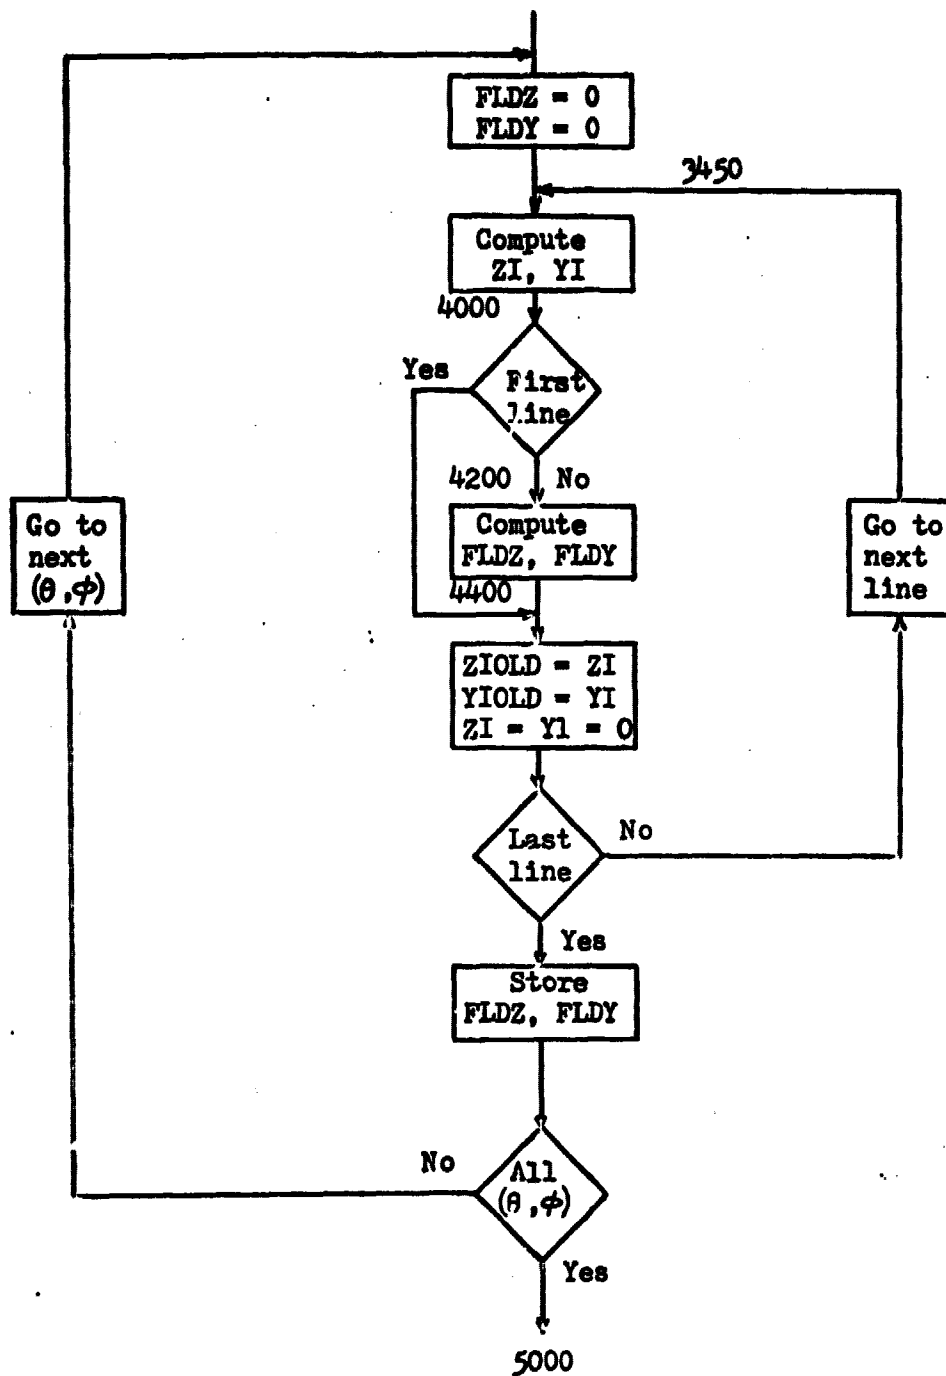 FLDZ = 0
FLDY = 0
3450
Compute
ZI, YI
4000
Yes
First
line
4200
No
Compute
FLDZ, FLDY
4400
Go to
next
(θ,φ)
Go to
next
line
ZIOLD = ZI
YIOLD = YI
ZI = Y1 = 0
Last
line
No
Yes
Store
FLDZ, FLDY
No
All
(θ,φ)
Yes
5000